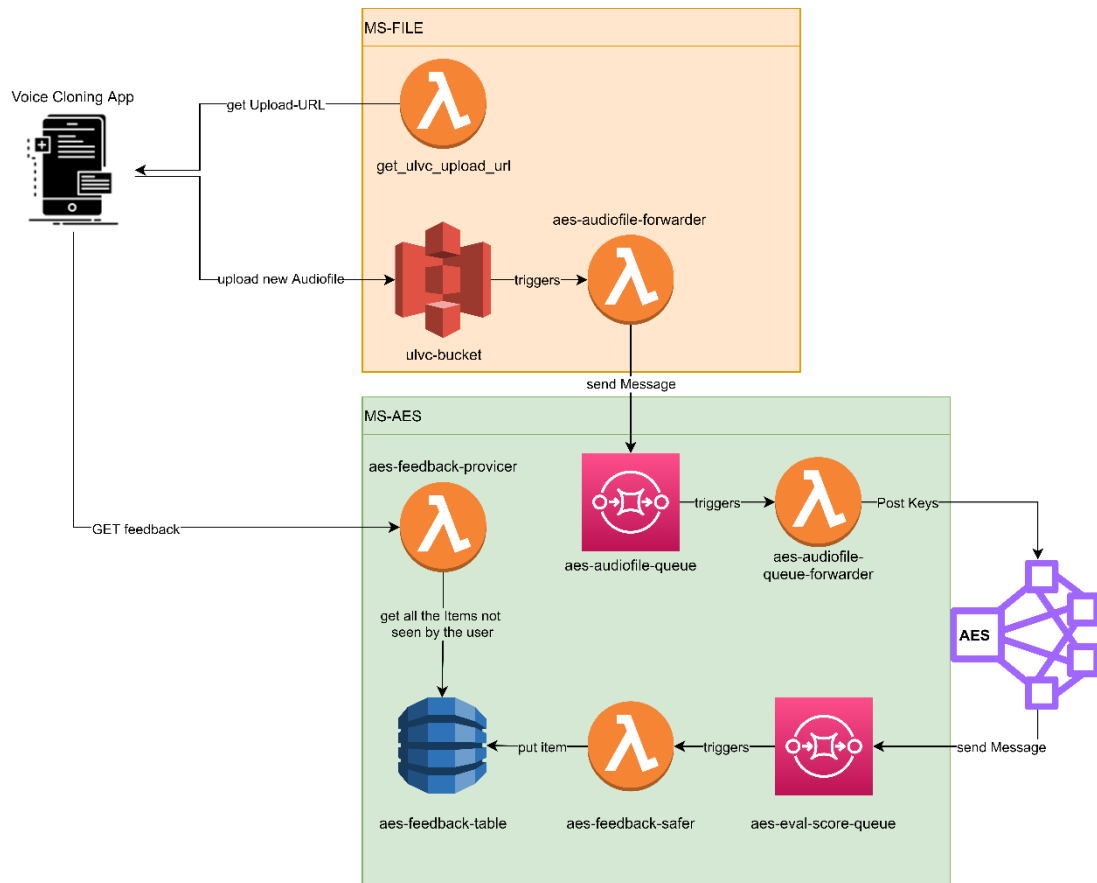 MS-FILE
Voice Cloning App
get Upload-URL
get_ulvc_upload_url
aes-audiofile-forwarder
upload new Audiofile
triggers
ulvc-bucket
send Message
MS-AES
aes-feedback-provicer
GET feedback
triggers
Post Keys
aes-audiofile-queue
aes-audiofile-
queue-forwarder
get all the Items not
seen by the user
AES
put item
triggers
send Message
aes-feedback-table
aes-feedback-safer
aes-eval-score-queue